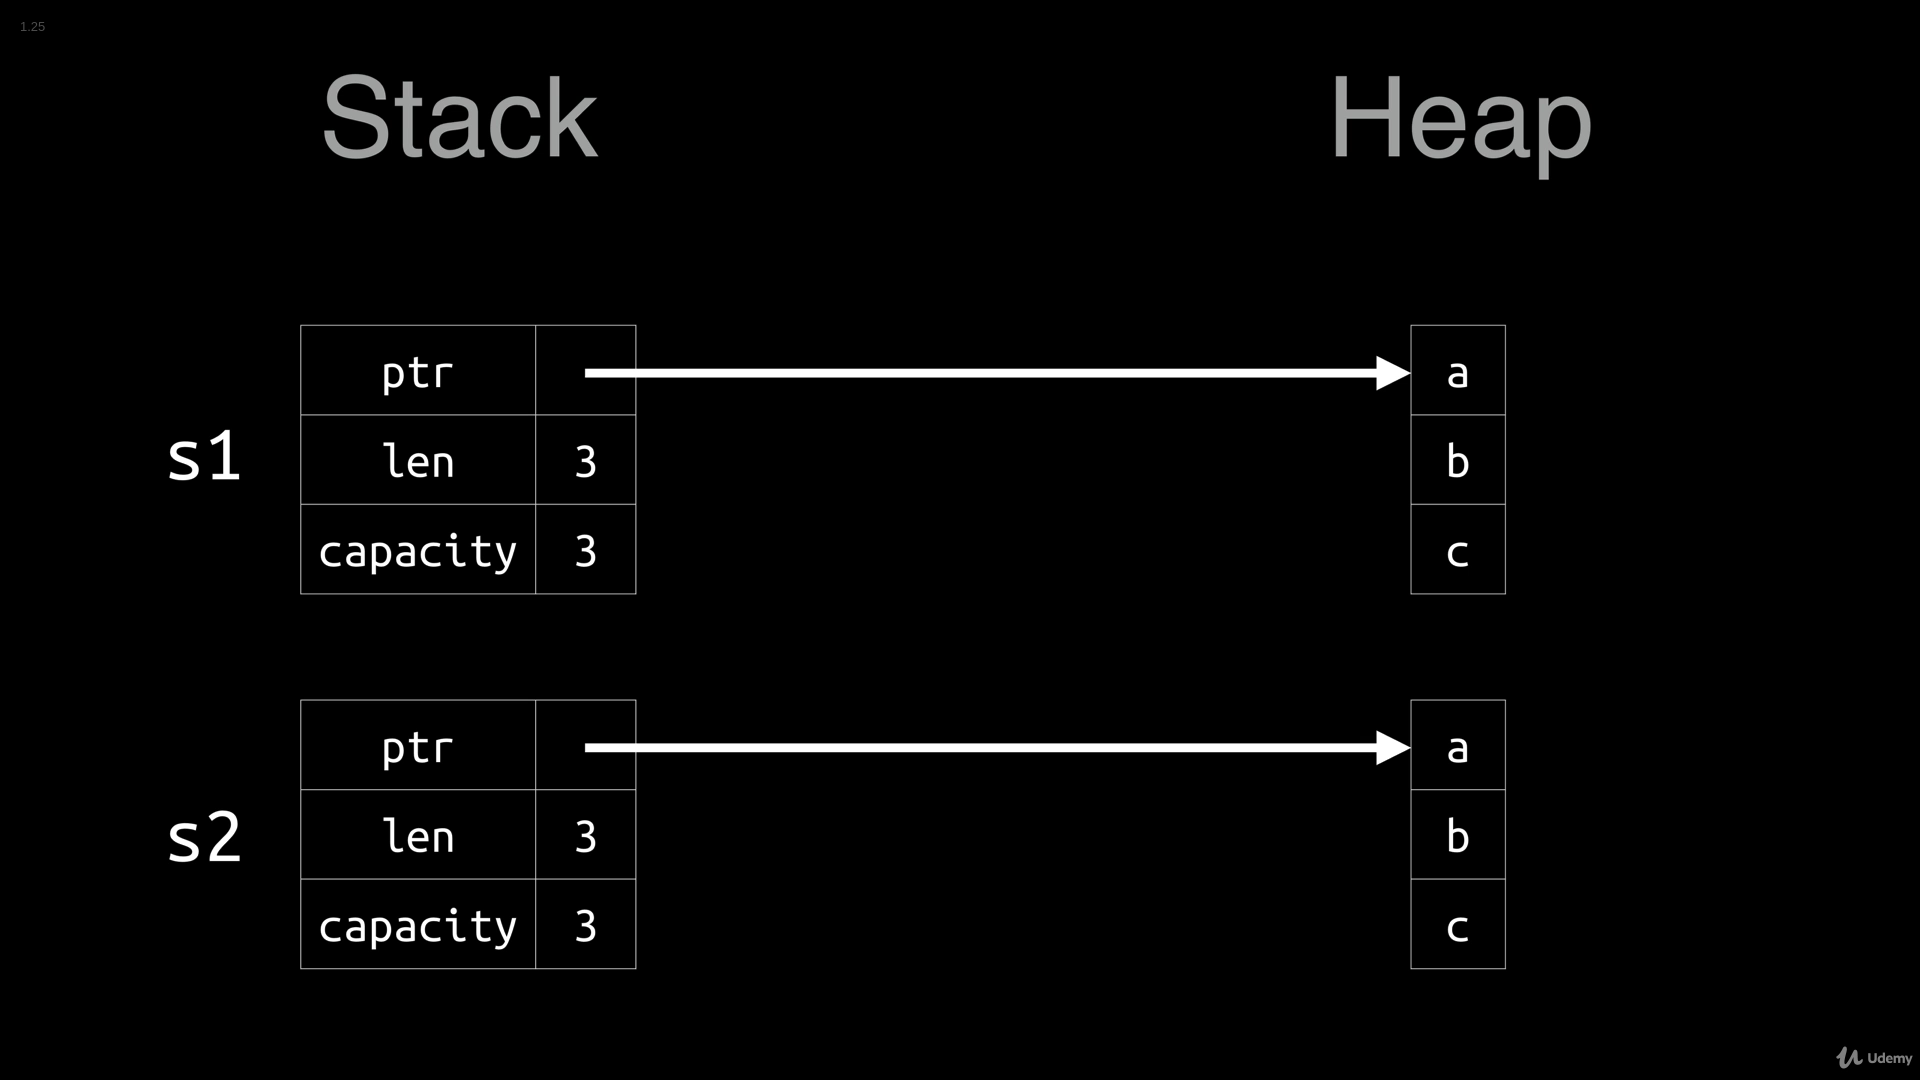 1.25
Stack Heap
ptr a
s1 len 3 b
capacity 3 c
ptr a
s2 len 3 b
capacity 3 c
Udemy